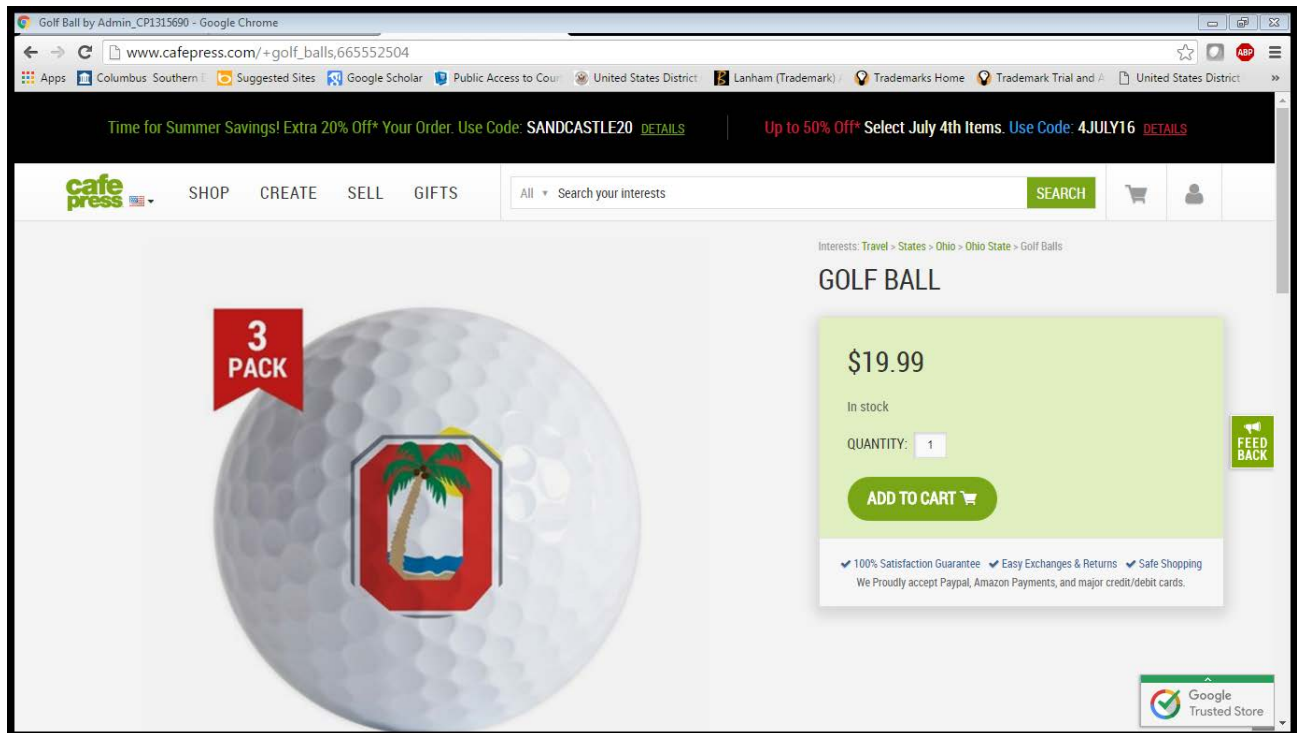 Golf Ball by Admin_CP1315690 - Google Chrome
www.cafepress.com/+golf_balls,665552504
ABP
Apps Columbus Southern Suggested Sites Google Scholar Public Access to Cour United States District Lanham (Trademark) Trademarks Home Trademark Trial and A United States District »
Time for Summer Savings! Extra 20% Off* Your Order. Use Code: SANDCASTLE20 DETAILS
Up to 50% Off* Select July 4th Items. Use Code: 4JULY16 DETAILS
cafe
press
SHOP CREATE SELL GIFTS All Search your interests SEARCH
Interests: Travel > States > Ohio > Ohio State > Golf Balls
GOLF BALL
3
PACK
$19.99
In stock
QUANTITY: 1
ADD TO CART
FEED
BACK
100% Satisfaction Guarantee Easy Exchanges & Returns Safe Shopping
We Proudly accept Paypal, Amazon Payments, and major credit/debit cards.
Google
Trusted Store